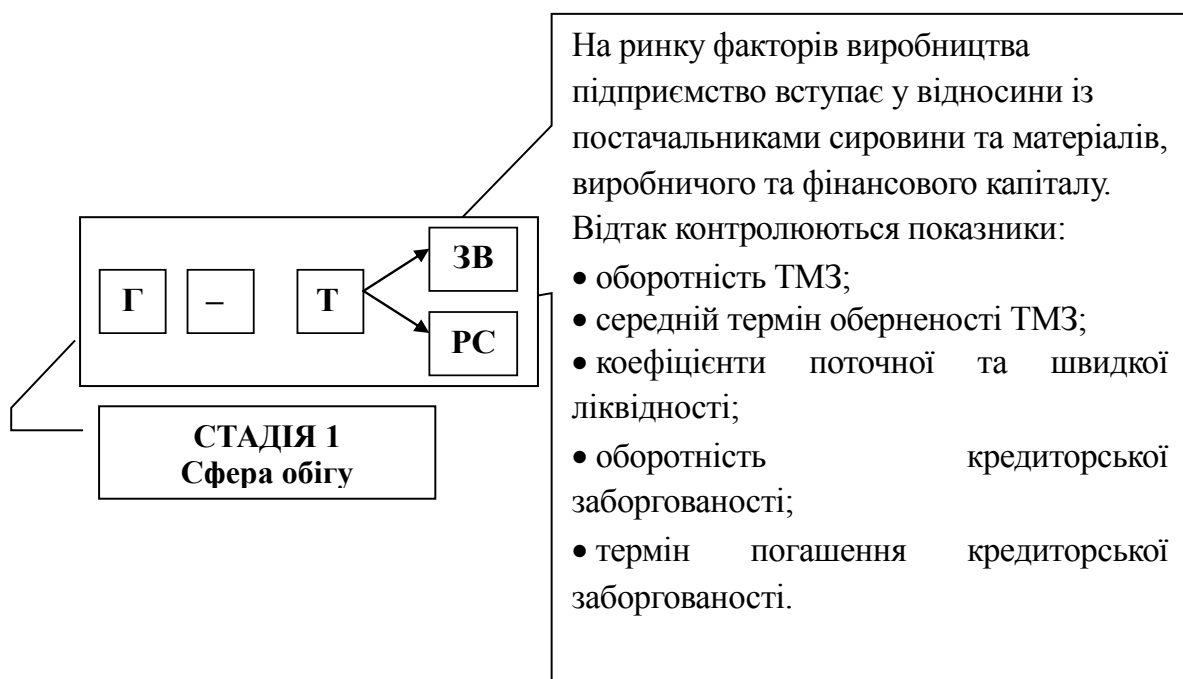 На ринку факторів виробництва
підприємство вступає у відносини із
постачальниками сировини та матеріалів,
виробничого та фінансового капіталу.
Відтак контролюються показники:
• оборотність ТМЗ;
• середній термін оберненості ТМЗ;
• коефіцієнти поточної та швидкої
ліквідності;
• оборотність кредиторської
заборгованості;
• термін погашення кредиторської
заборгованості.
Г – Т
ЗВ
РС
СТАДІЯ 1
Сфера обігу